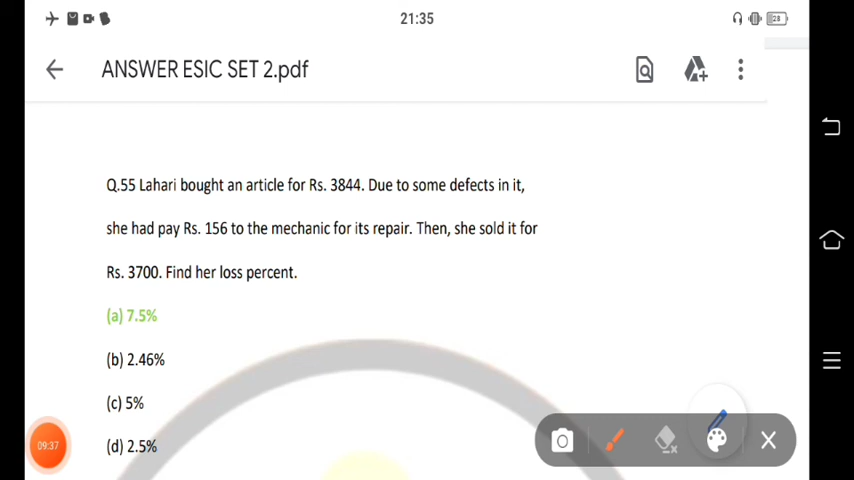 21:35
28
ANSWER ESIC SET 2.pdf
Q.55 Lahari bought an article for Rs. 3844. Due to some defects in it,
she had pay Rs. 156 to the mechanic for its repair. Then, she sold it for
Rs. 3700. Find her loss percent.
(a) 7.5%
(b) 2.46%
(c) 5%
(d) 2.5%
09:37